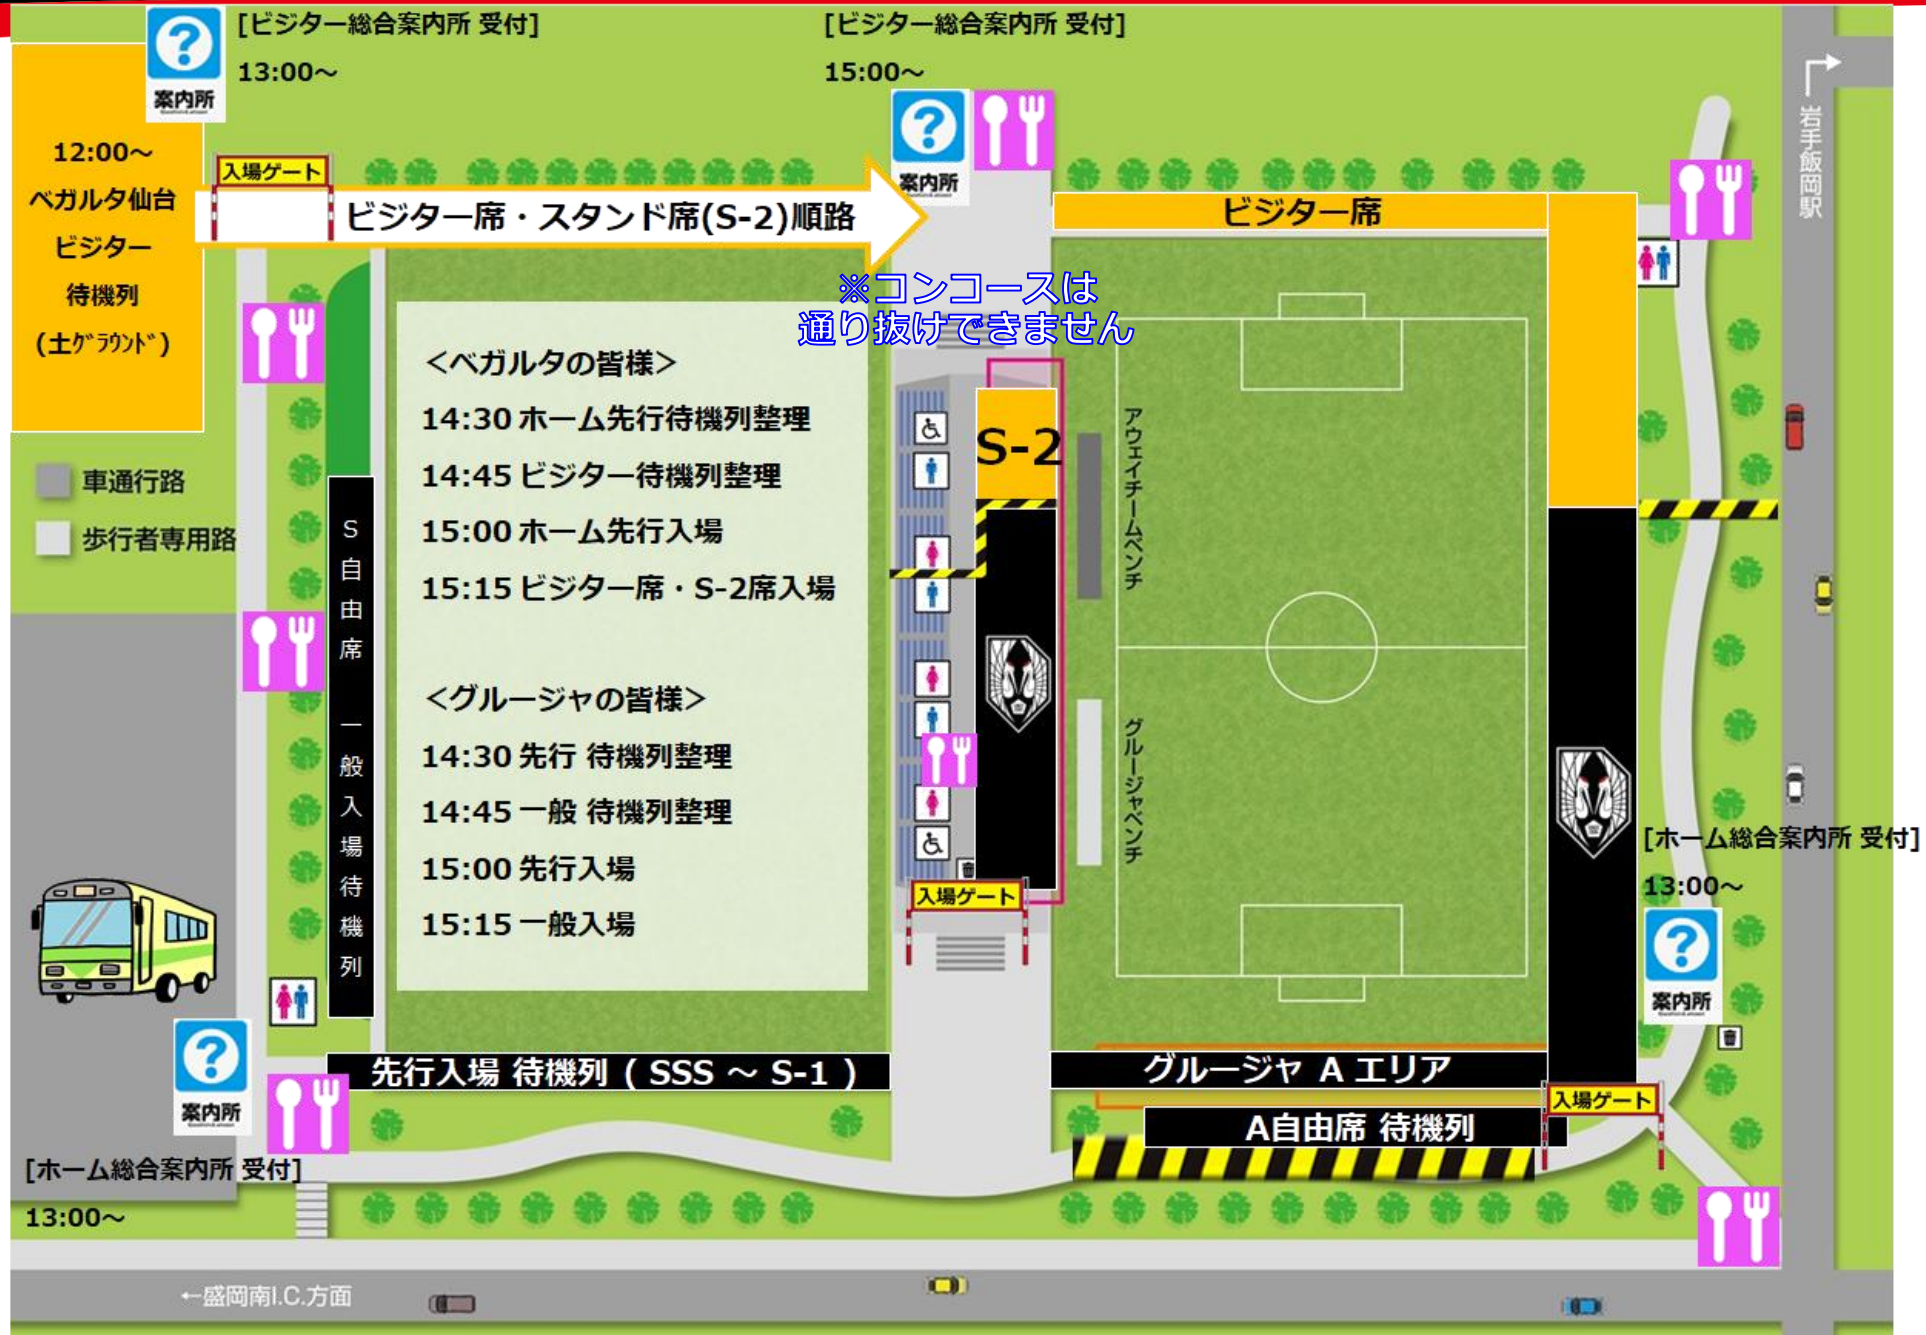 [ビジター総合案内所 受付]
13:00～
案内所
[ビジター総合案内所 受付]
15:00～
案内所
岩手飯岡駅
12:00～
ベガルタ仙台
ビジター
待機列
(土ｸﾞﾗｳﾝﾄﾞ)
入場ゲート
ビジター席・スタンド席(S-2)順路
ビジター席
※コンコースは
通り抜けできません
＜ベガルタの皆様＞
14:30 ホーム先行待機列整理
14:45 ビジター待機列整理
15:00 ホーム先行入場
15:15 ビジター席・S-2席入場
＜グルージャの皆様＞
14:30 先行 待機列整理
14:45 一般 待機列整理
15:00 先行入場
15:15 一般入場
車通行路
歩行者専用路
S自由席 一般入場待機列
S-2
アウェイチームベンチ
グルージャベンチ
入場ゲート
[ホーム総合案内所 受付]
13:00～
案内所
先行入場 待機列 ( SSS ～ S-1 )
グルージャ A エリア
A自由席 待機列
入場ゲート
案内所
[ホーム総合案内所 受付]
13:00～
←盛岡南I.C.方面